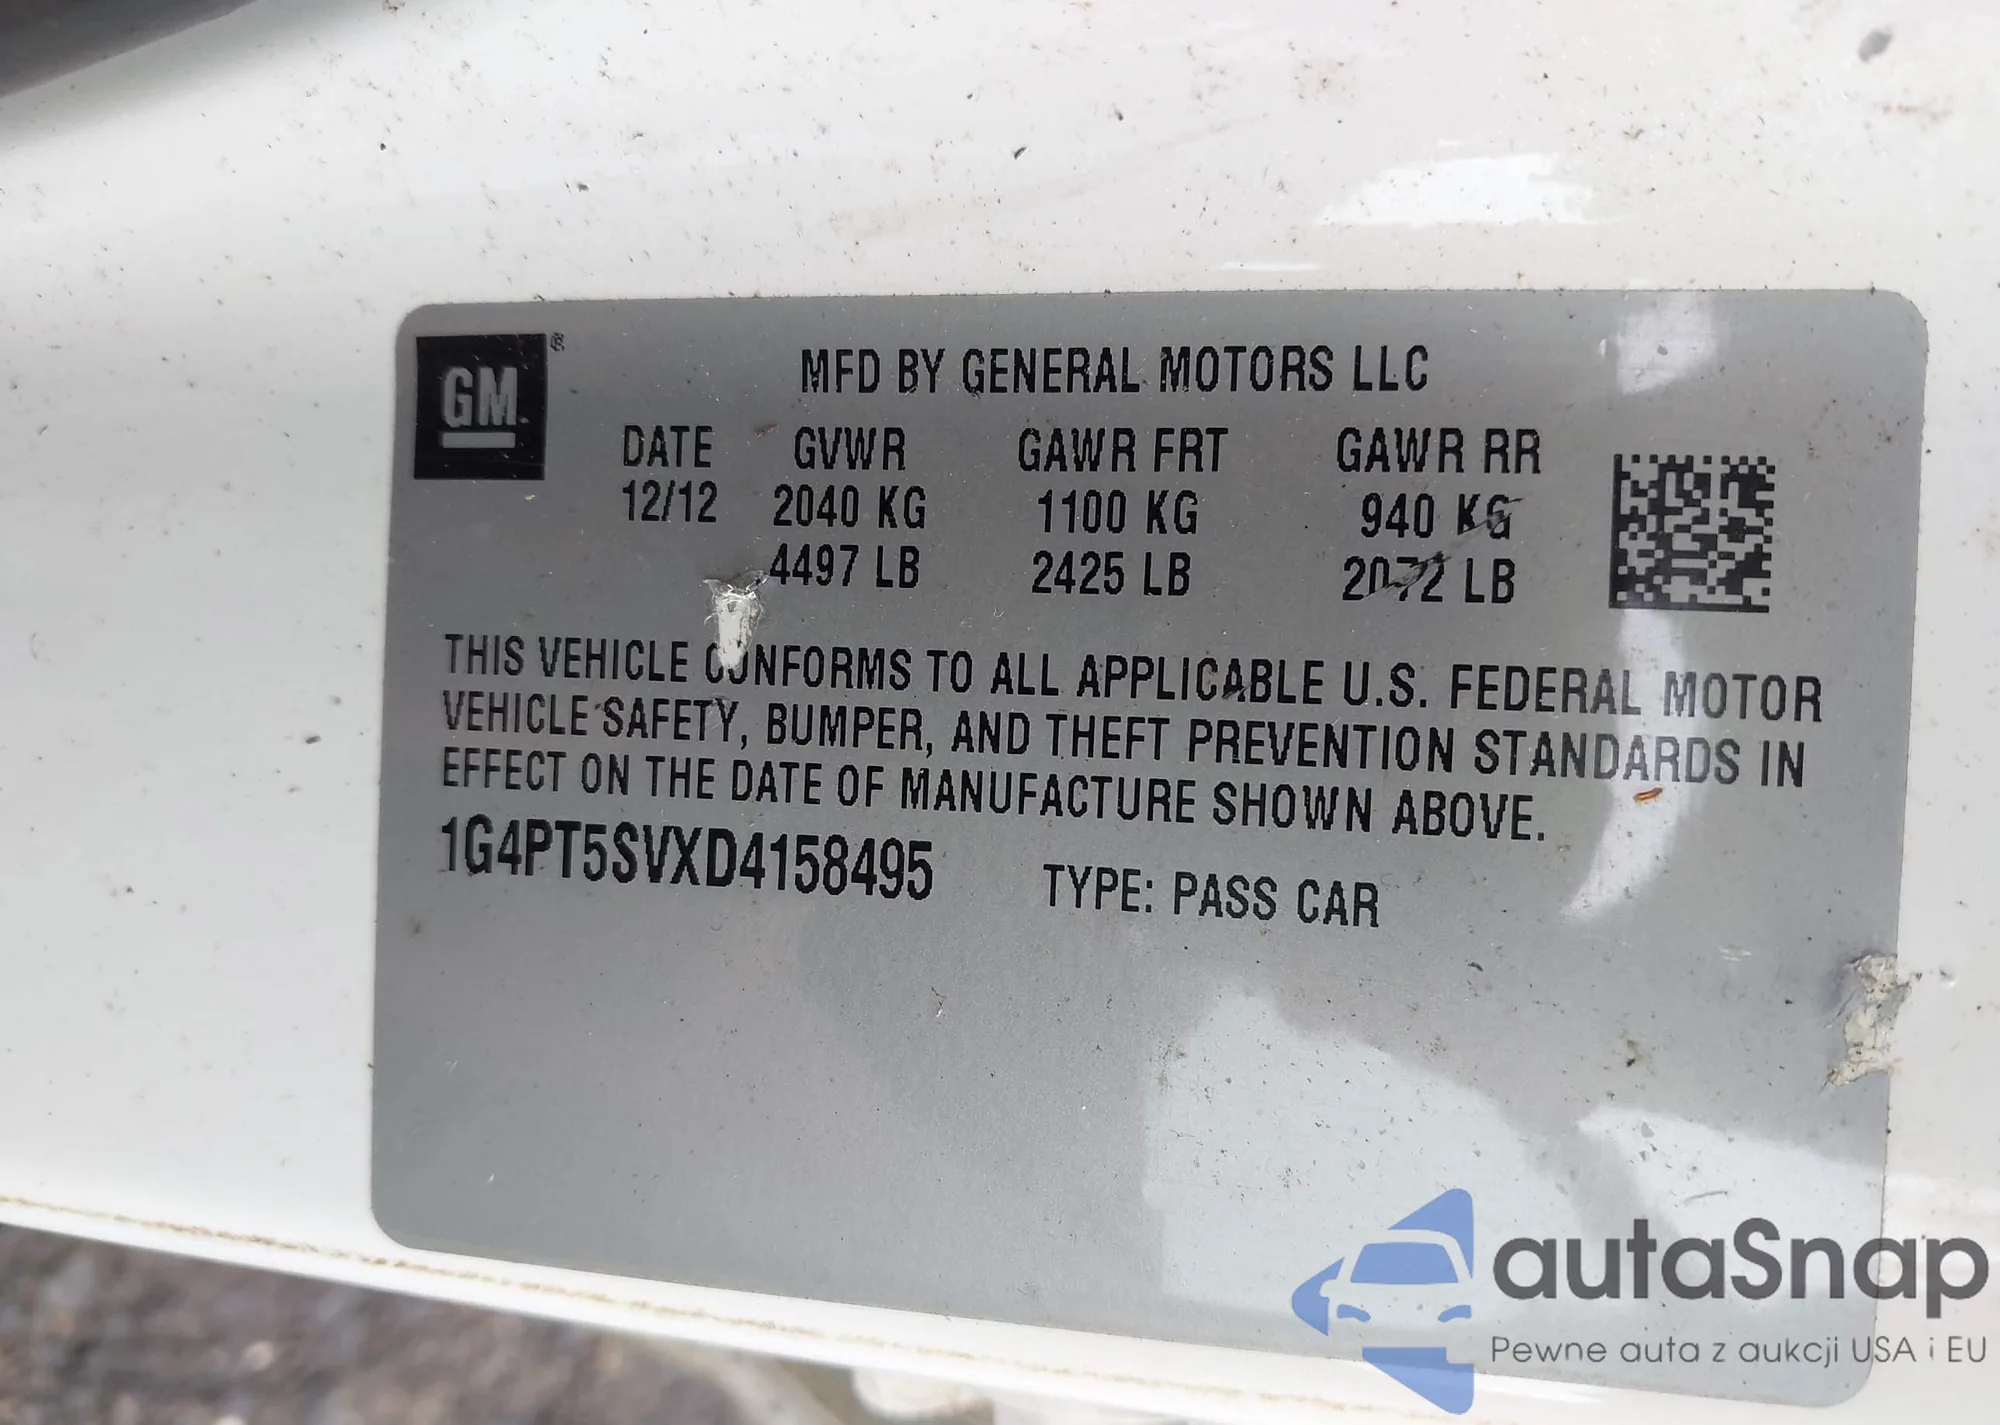 GM ®
MFD BY GENERAL MOTORS LLC
DATE GVWR GAWR FRT GAWR RR
12/12 2040 KG 1100 KG 940 KG
4497 LB 2425 LB 2072 LB
THIS VEHICLE CONFORMS TO ALL APPLICABLE U.S. FEDERAL MOTOR
VEHICLE SAFETY, BUMPER, AND THEFT PREVENTION STANDARDS IN
EFFECT ON THE DATE OF MANUFACTURE SHOWN ABOVE.
1G4PT5SVXD4158495 TYPE: PASS CAR
autaSnap
Pewne auta z aukcji USA i EU